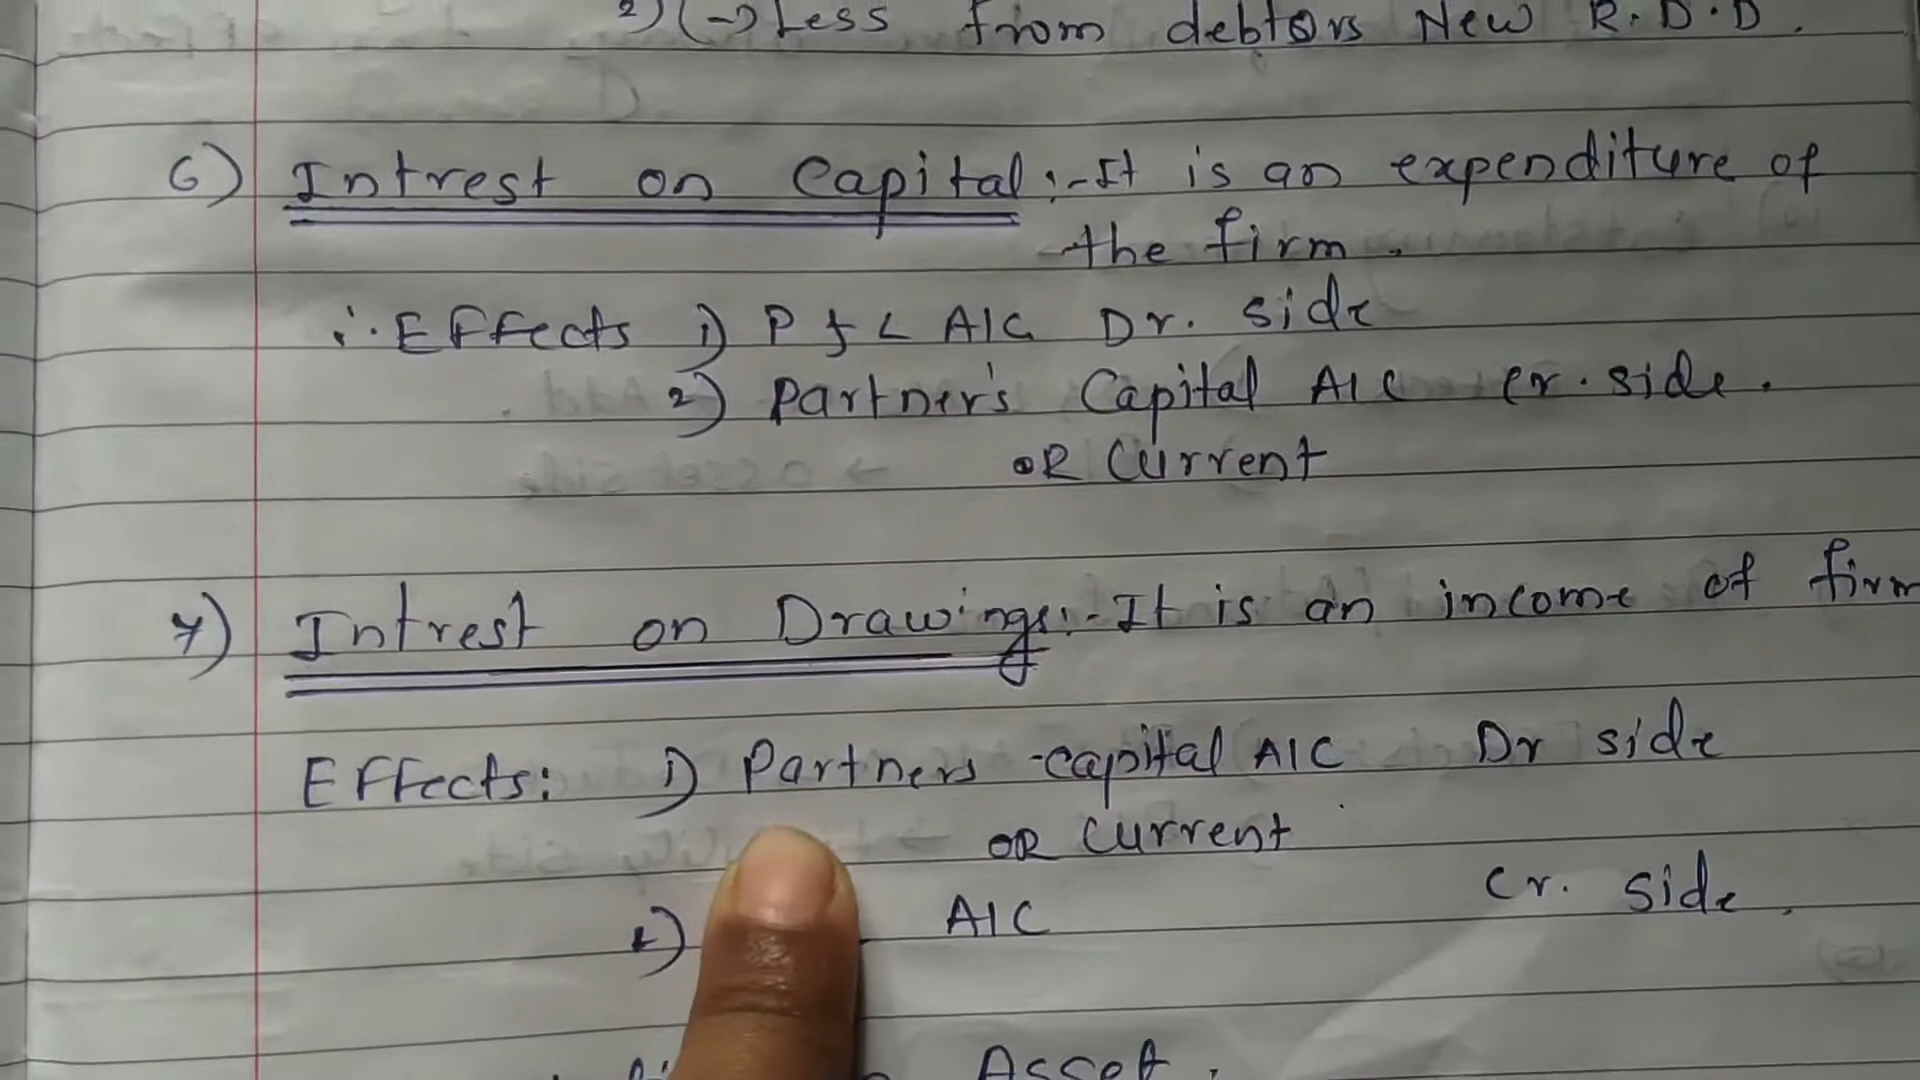 2) (→) Less from debtors New R.D.D.
6) Intrest on Capital :- It is an expenditure of
the firm.
∴ Effects 1) P & L A/C Dr. side
2) Partner's Capital A/C Cr. side.
OR Current
7) Intrest on Drawings :- It is an income of firm
Effects: 1) Partners capital A/C Dr side
OR Current
2) A/C Cr. side.
Asset.